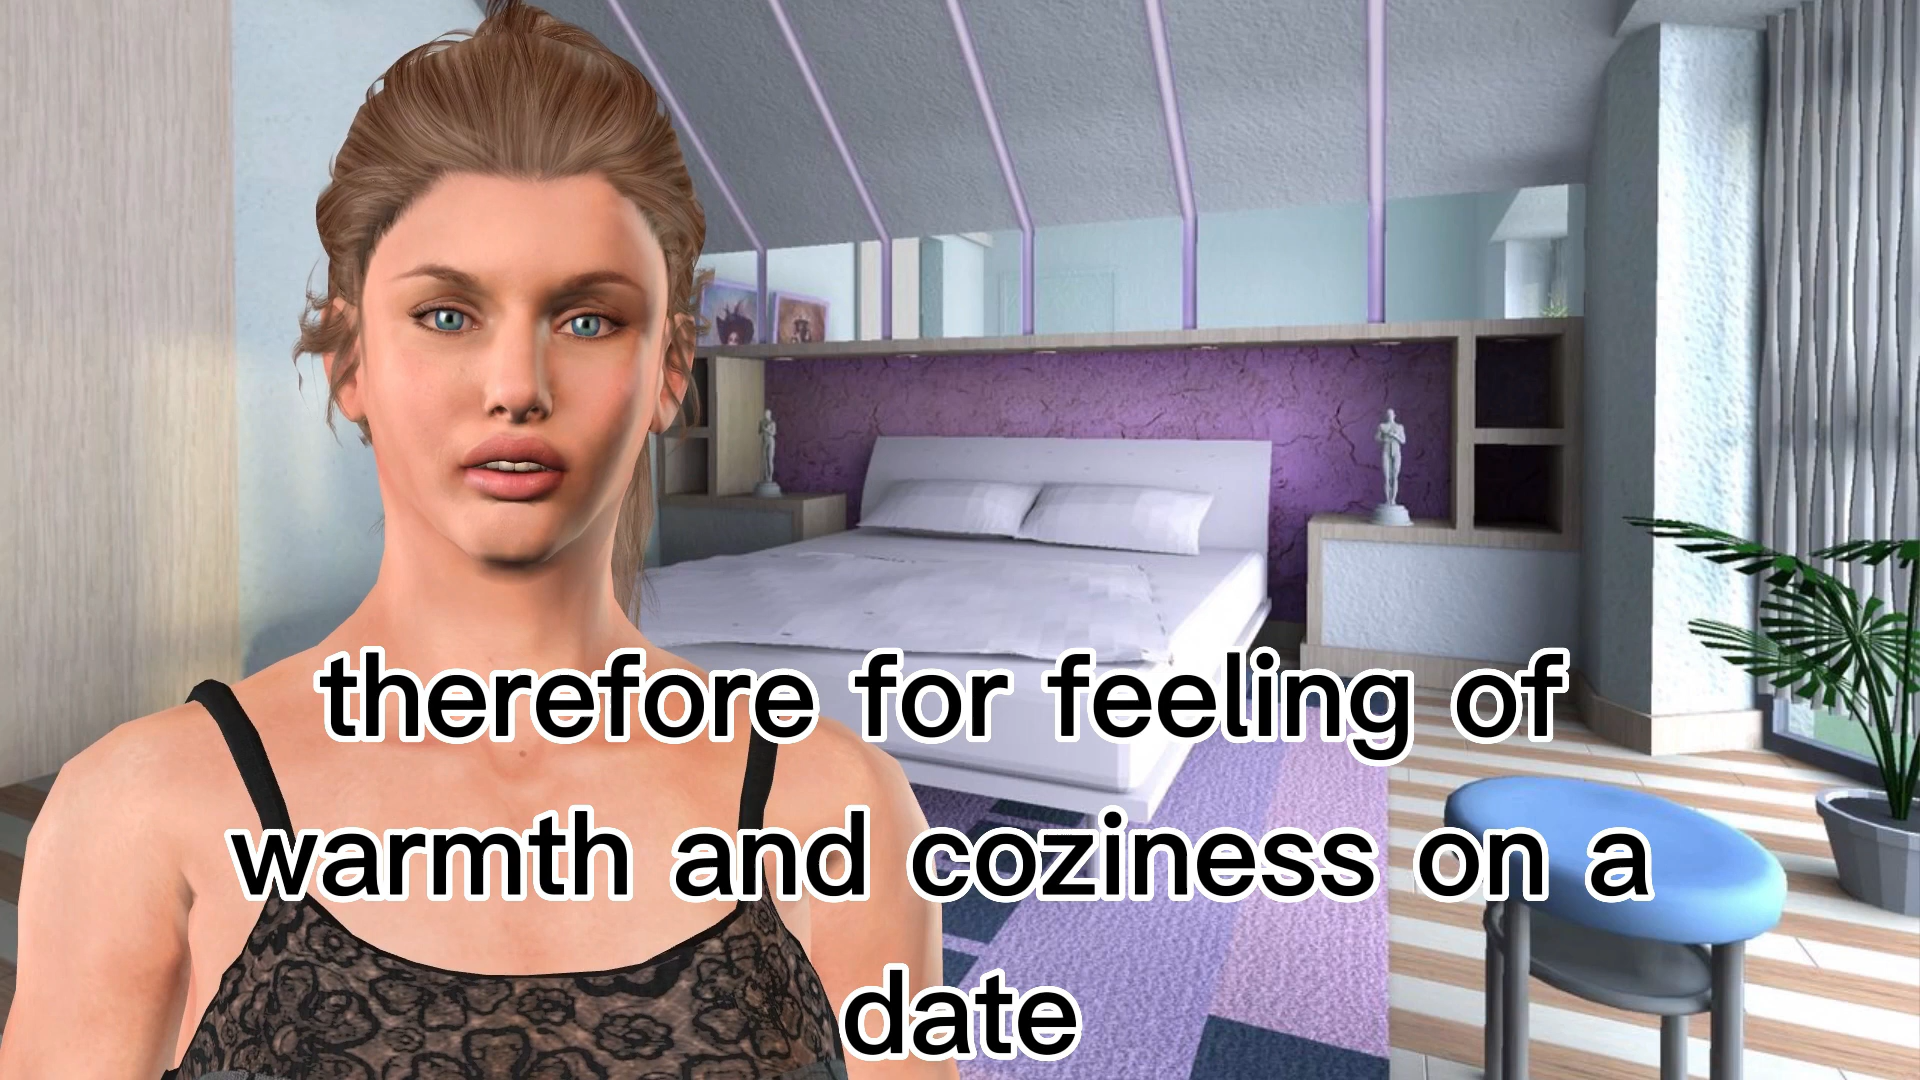 therefore for feeling of
warmth and coziness on a
date